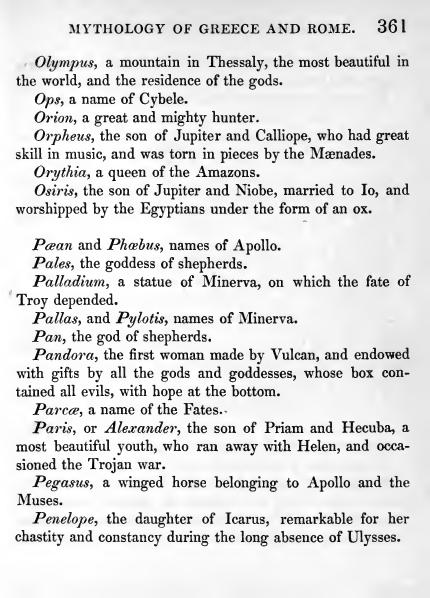 MYTHOLOGY OF GREECE AND ROME. 361
Olympus, a mountain in Thessaly, the most beautiful in
the world, and the residence of the gods.
Ops, a name of Cybele.
Orion, a great and mighty hunter.
Orpheus, the son of Jupiter and Calliope, who had great
skill in music, and was torn in pieces by the Mænades.
Orythia, a queen of the Amazons.
Osiris, the son of Jupiter and Niobe, married to Io, and
worshipped by the Egyptians under the form of an ox.
Pæan and Phœbus, names of Apollo.
Pales, the goddess of shepherds.
Palladium, a statue of Minerva, on which the fate of
Troy depended.
Pallas, and Pylotis, names of Minerva.
Pan, the god of shepherds.
Pandora, the first woman made by Vulcan, and endowed
with gifts by all the gods and goddesses, whose box con-
tained all evils, with hope at the bottom.
Parcæ, a name of the Fates.
Paris, or Alexander, the son of Priam and Hecuba, a
most beautiful youth, who ran away with Helen, and occa-
sioned the Trojan war.
Pegasus, a winged horse belonging to Apollo and the
Muses.
Penelope, the daughter of Icarus, remarkable for her
chastity and constancy during the long absence of Ulysses.